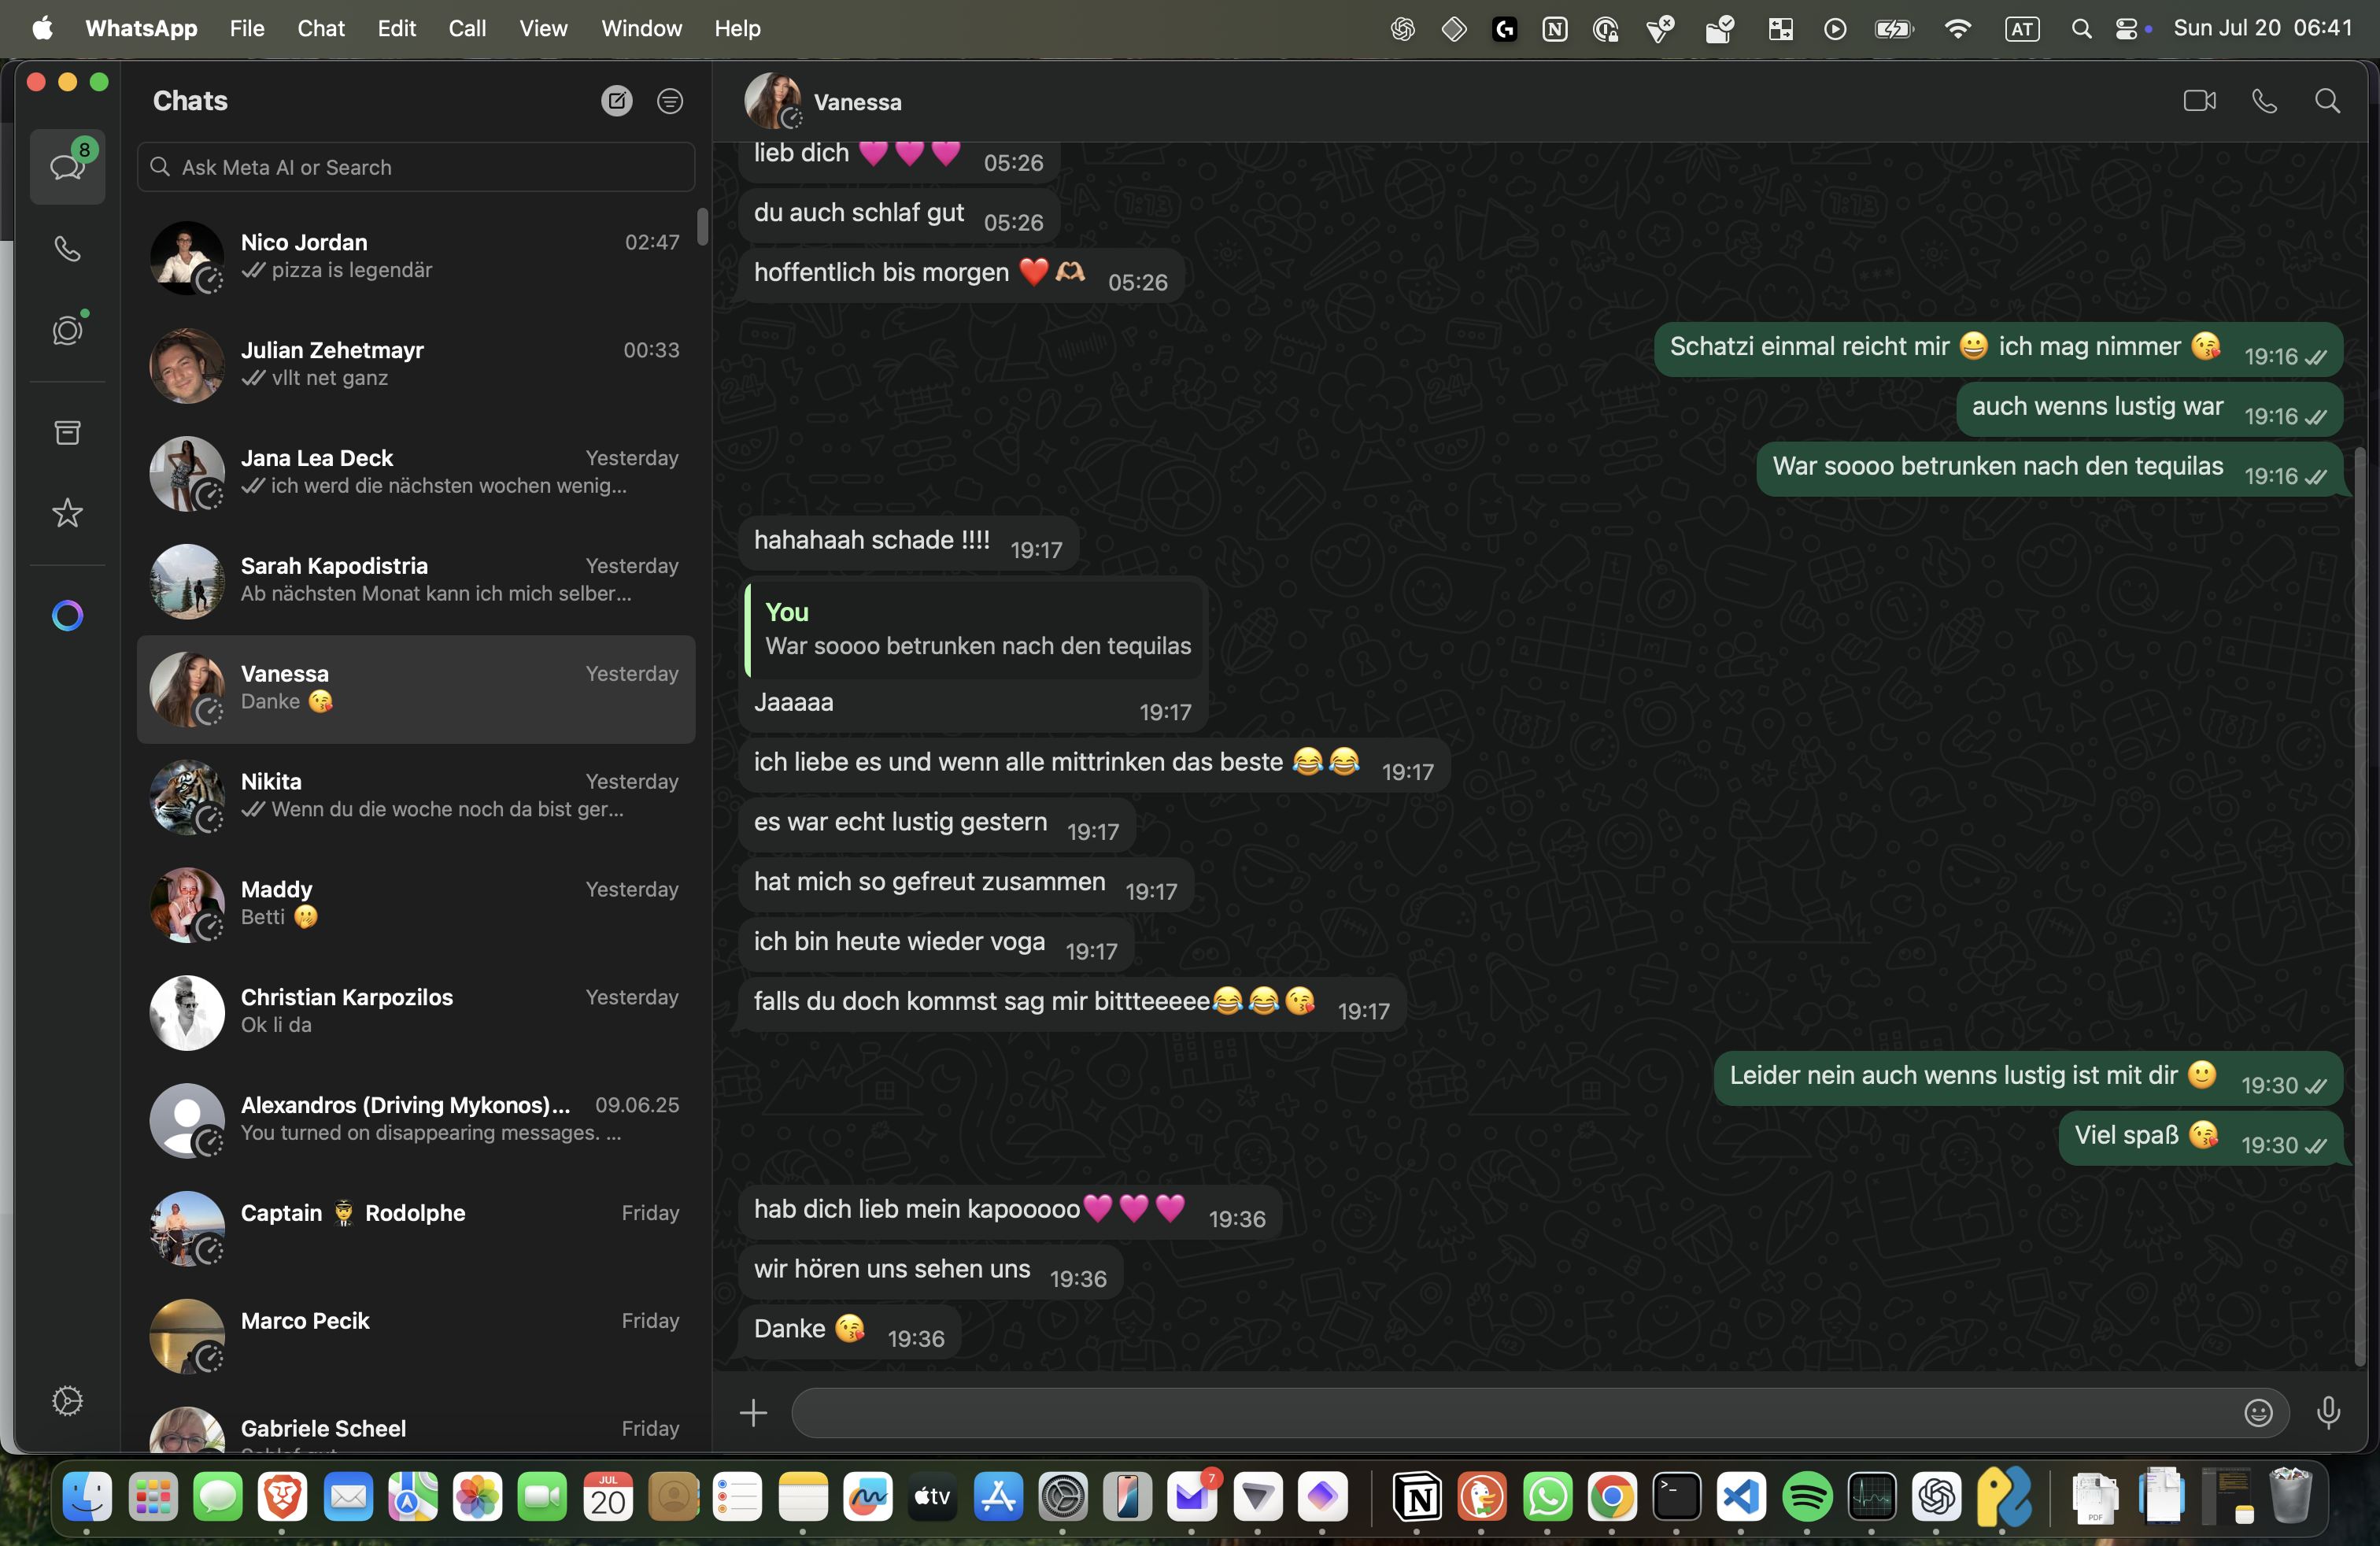 WhatsApp File Chat Edit Call View Window Help
AT Sun Jul 20 06:41
Chats
8
Ask Meta AI or Search
Nico Jordan 02:47
pizza is legendär
Julian Zehetmayr 00:33
vllt net ganz
Jana Lea Deck Yesterday
ich werd die nächsten wochen wenig...
Sarah Kapodistria Yesterday
Ab nächsten Monat kann ich mich selber...
Vanessa Yesterday
Danke 😘
Nikita Yesterday
Wenn du die woche noch da bist ger...
Maddy Yesterday
Betti 🤭
Christian Karpozilos Yesterday
Ok li da
Alexandros (Driving Mykonos)... 09.06.25
You turned on disappearing messages. ...
Captain 👨‍✈️ Rodolphe Friday
Marco Pecik Friday
Gabriele Scheel Friday
Vanessa
lieb dich 💗💗💗 05:26
du auch schlaf gut 05:26
hoffentlich bis morgen ❤️🫶🏼 05:26
Schatzi einmal reicht mir 😀 ich mag nimmer 😘 19:16
auch wenns lustig war 19:16
War soooo betrunken nach den tequilas 19:16
hahahaah schade !!!! 19:17
You
War soooo betrunken nach den tequilas
Jaaaaa 19:17
ich liebe es und wenn alle mittrinken das beste 😂😂 19:17
es war echt lustig gestern 19:17
hat mich so gefreut zusammen 19:17
ich bin heute wieder voga 19:17
falls du doch kommst sag mir bittteeeee😂😂😘 19:17
Leider nein auch wenns lustig ist mit dir 🙂 19:30
Viel spaß 😘 19:30
hab dich lieb mein kapooooo💗💗💗 19:36
wir hören uns sehen uns 19:36
Danke 😘 19:36
JUL
20
tv
7
PDF